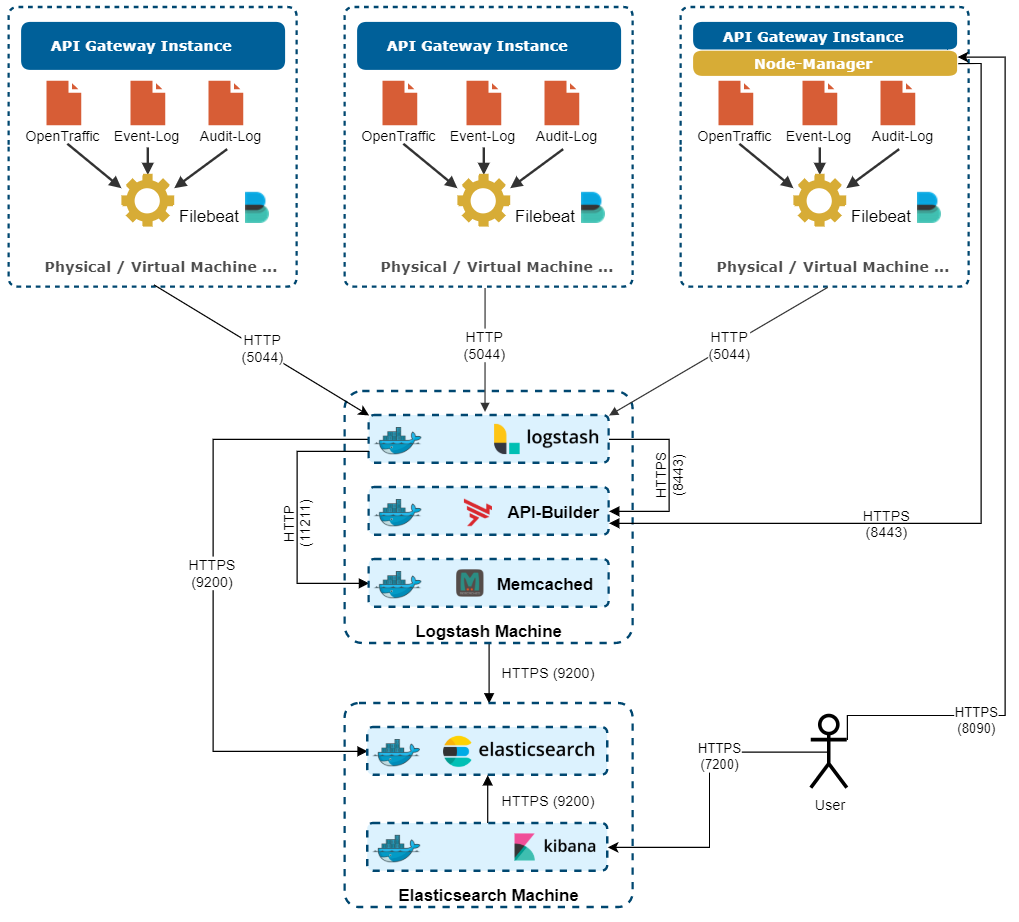 API Gateway Instance
OpenTraffic
Event-Log
Audit-Log
Filebeat
Physical / Virtual Machine ...
API Gateway Instance
OpenTraffic
Event-Log
Audit-Log
Filebeat
Physical / Virtual Machine ...
API Gateway Instance
Node-Manager
OpenTraffic
Event-Log
Audit-Log
Filebeat
Physical / Virtual Machine ...
HTTP
(5044)
HTTP
(5044)
HTTP
(5044)
logstash
HTTPS
(8443)
API-Builder
HTTP
(11211)
HTTPS
(8443)
HTTPS
(9200)
M
Memcached
Logstash Machine
HTTPS (9200)
elasticsearch
HTTPS (9200)
kibana
Elasticsearch Machine
HTTPS
(7200)
HTTPS
(8090)
User